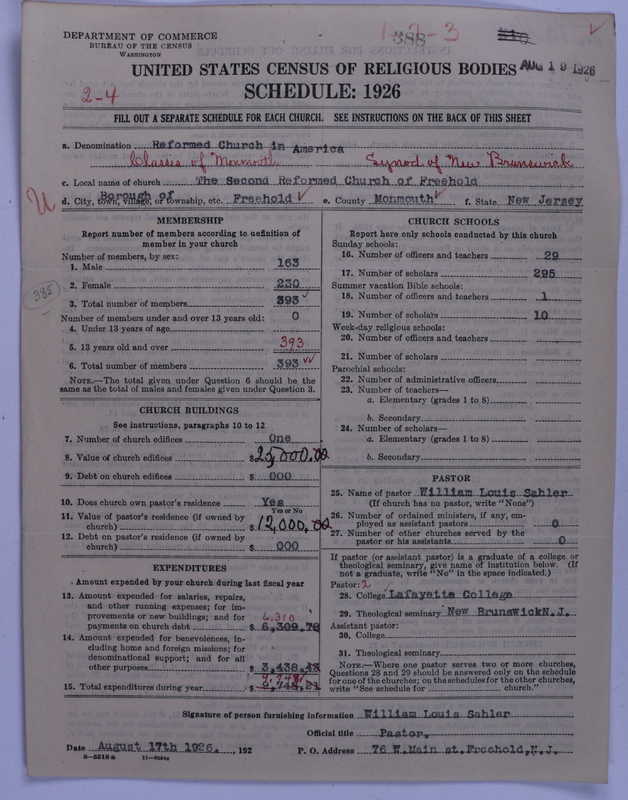 DEPARTMENT OF COMMERCE
BUREAU OF THE CENSUS
WASHINGTON
1-2-3
388
AUG 19 1926
UNITED STATES CENSUS OF RELIGIOUS BODIES
2-4
SCHEDULE: 1926
FILL OUT A SEPARATE SCHEDULE FOR EACH CHURCH. SEE INSTRUCTIONS ON THE BACK OF THIS SHEET
a. Denomination Reformed Church in America
Classis of Monmouth Synod of New Brunswick
c. Local name of church The Second Reformed Church of Freehold
d. City, town, village, or township, etc. Borough of Freehold e. County Monmouth f. State New Jersey
U
385
MEMBERSHIP
Report number of members according to definition of
member in your church
Number of members, by sex:
1. Male 163
2. Female 230
3. Total number of members 393
Number of members under and over 13 years old:
4. Under 13 years of age 0
5. 13 years old and over 393
6. Total number of members 393
NOTE.—The total given under Question 6 should be the
same as the total of males and females given under Question 3.
CHURCH BUILDINGS
See instructions, paragraphs 10 to 12
7. Number of church edifices One
8. Value of church edifices $25,000.00
9. Debt on church edifices $ 000
10. Does church own pastor's residence Yes
Yes or No
11. Value of pastor's residence (if owned by
church) $12,000.00
12. Debt on pastor's residence (if owned by
church) $ 000
EXPENDITURES
Amount expended by your church during last fiscal year
13. Amount expended for salaries, repairs,
and other running expenses; for im-
provements or new buildings; and for
payments on church debt $ 6,309.78
6,310
14. Amount expended for benevolences, in-
cluding home and foreign missions; for
denominational support; and for all
other purposes $ 3,438.43
9,748
15. Total expenditures during year $ 9,748.21
CHURCH SCHOOLS
Report here only schools conducted by this church
Sunday schools:
16. Number of officers and teachers 29
17. Number of scholars 295
Summer vacation Bible schools:
18. Number of officers and teachers 1
19. Number of scholars 10
Week-day religious schools:
20. Number of officers and teachers
21. Number of scholars
Parochial schools:
22. Number of administrative officers
23. Number of teachers—
a. Elementary (grades 1 to 8)
b. Secondary
24. Number of scholars—
a. Elementary (grades 1 to 8)
b. Secondary
PASTOR
25. Name of pastor William Louis Sahler
(If church has no pastor, write "None")
26. Number of ordained ministers, if any, em-
ployed as assistant pastors 0
27. Number of other churches served by the
pastor or his assistants 0
If pastor (or assistant pastor) is a graduate of a college or
theological seminary, give name of institution below. (If
not a graduate, write "No" in the space indicated.)
Pastor: 2
28. College Lafayette College
29. Theological seminary New Brunswick N.J.
Assistant pastor:
30. College
31. Theological seminary
NOTE.—Where one pastor serves two or more churches,
Questions 28 and 29 should be answered only on the schedule
for one of the churches; on the schedules for the other churches,
write "See schedule for church."
Signature of person furnishing information William Louis Sahler
Official title Pastor.
Date August 17th 1926. , 192 P. O. Address 76 W.Main st.Freehold,N.J.